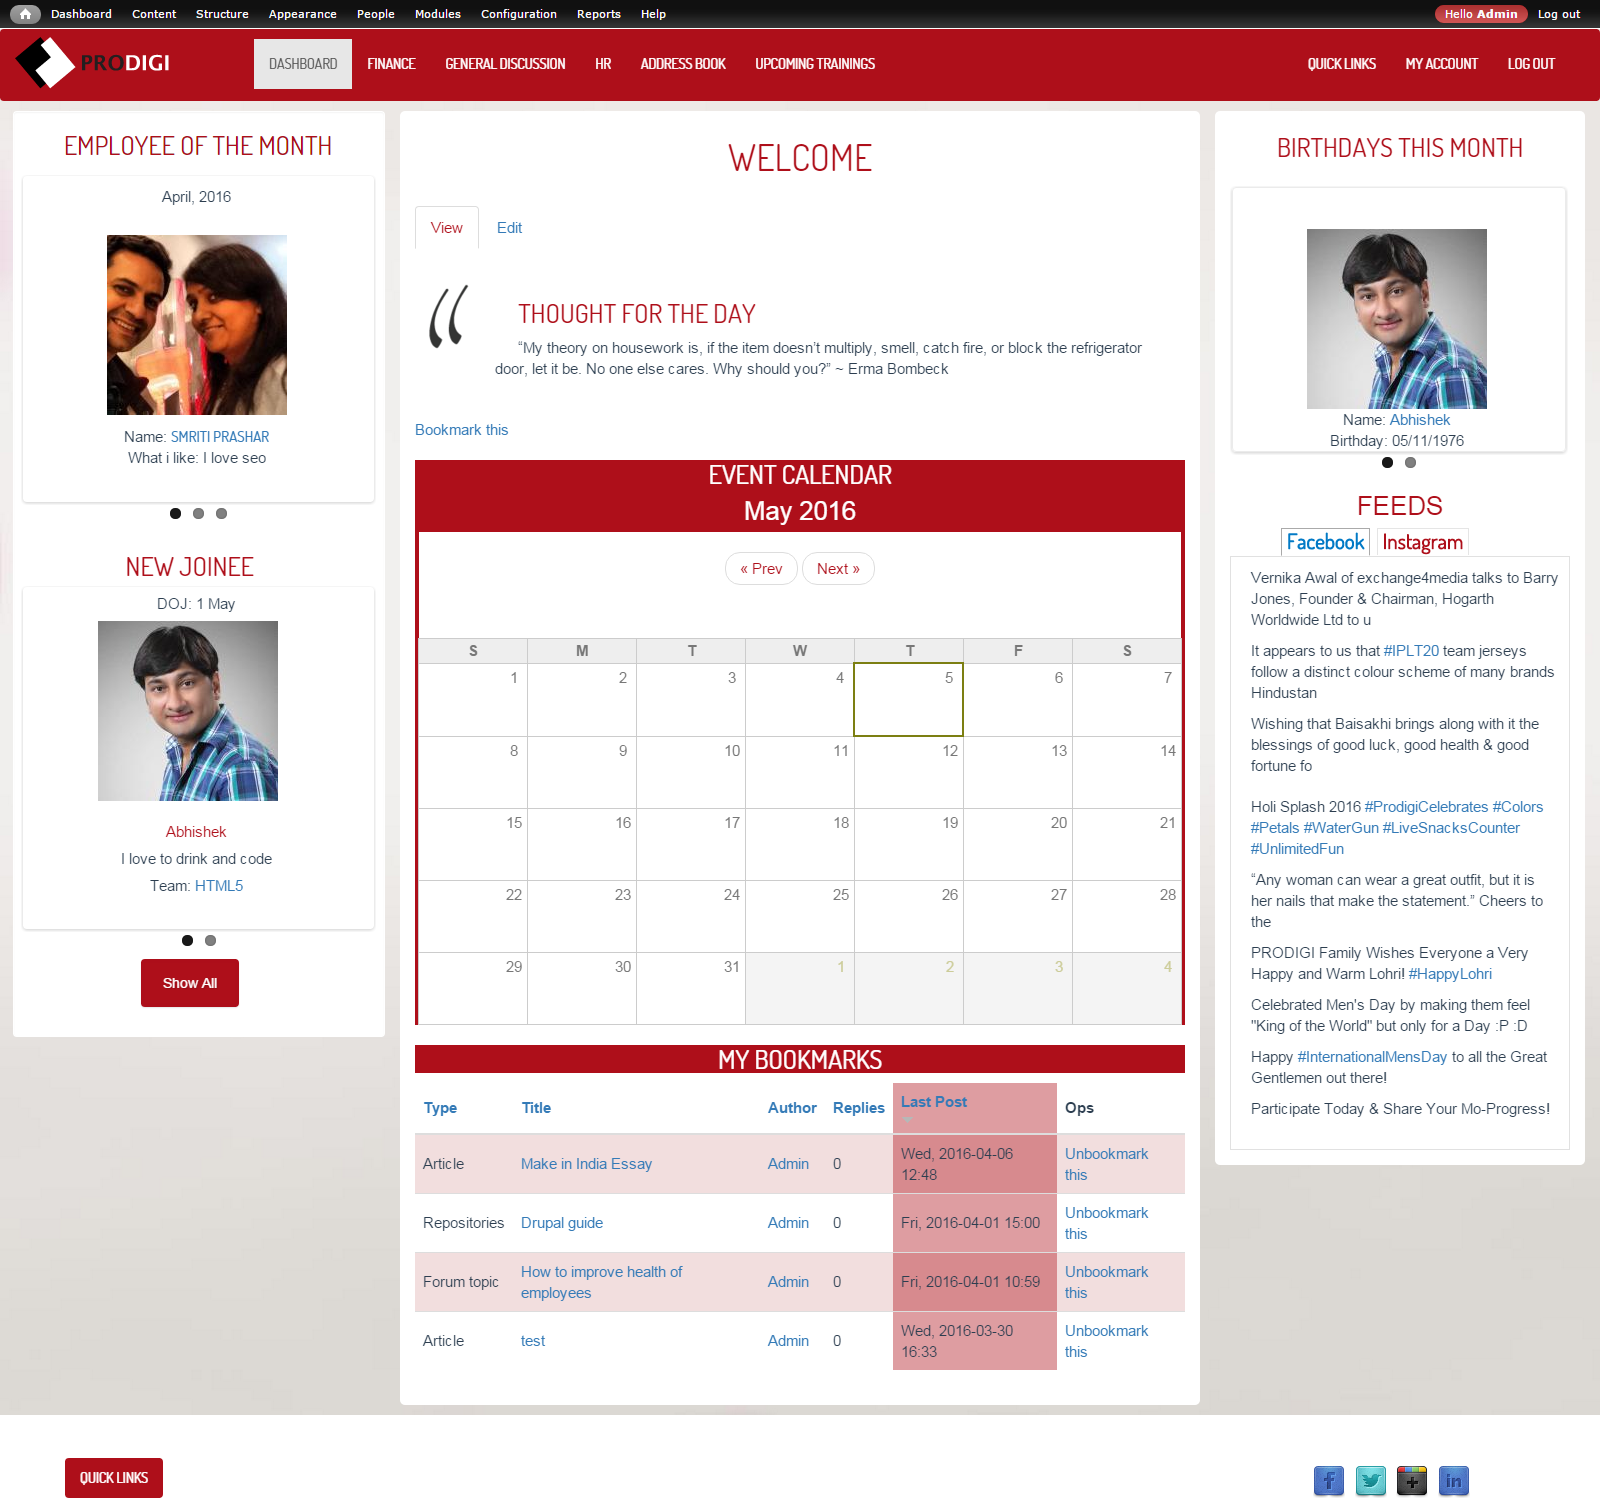 Dashboard Content Structure Appearance People Modules Configuration Reports Help Hello Admin Log out
PRODIGI DASHBOARD FINANCE GENERAL DISCUSSION HR ADDRESS BOOK UPCOMING TRAININGS QUICK LINKS MY ACCOUNT LOG OUT
EMPLOYEE OF THE MONTH
April, 2016
Name: SMRITI PRASHAR
What i like: I love seo
NEW JOINEE
DOJ: 1 May
Abhishek
I love to drink and code
Team: HTML5
Show All
WELCOME
View Edit
THOUGHT FOR THE DAY
“My theory on housework is, if the item doesn’t multiply, smell, catch fire, or block the refrigerator
door, let it be. No one else cares. Why should you?” ~ Erma Bombeck
Bookmark this
EVENT CALENDAR
May 2016
« Prev Next »
S M T W T F S
1 2 3 4 5 6 7
8 9 10 11 12 13 14
15 16 17 18 19 20 21
22 23 24 25 26 27 28
29 30 31 1 2 3 4
MY BOOKMARKS
Type Title Author Replies Last Post Ops
Article Make in India Essay Admin 0 Wed, 2016-04-06 12:48 Unbookmark this
Repositories Drupal guide Admin 0 Fri, 2016-04-01 15:00 Unbookmark this
Forum topic How to improve health of employees Admin 0 Fri, 2016-04-01 10:59 Unbookmark this
Article test Admin 0 Wed, 2016-03-30 16:33 Unbookmark this
BIRTHDAYS THIS MONTH
Name: Abhishek
Birthday: 05/11/1976
FEEDS
Facebook Instagram
Vernika Awal of exchange4media talks to Barry
Jones, Founder & Chairman, Hogarth
Worldwide Ltd to u
It appears to us that #IPLT20 team jerseys
follow a distinct colour scheme of many brands
Hindustan
Wishing that Baisakhi brings along with it the
blessings of good luck, good health & good
fortune fo
Holi Splash 2016 #ProdigiCelebrates #Colors
#Petals #WaterGun #LiveSnacksCounter
#UnlimitedFun
“Any woman can wear a great outfit, but it is
her nails that make the statement.” Cheers to
the
PRODIGI Family Wishes Everyone a Very
Happy and Warm Lohri! #HappyLohri
Celebrated Men's Day by making them feel
"King of the World" but only for a Day :P :D
Happy #InternationalMensDay to all the Great
Gentlemen out there!
Participate Today & Share Your Mo-Progress!
QUICK LINKS